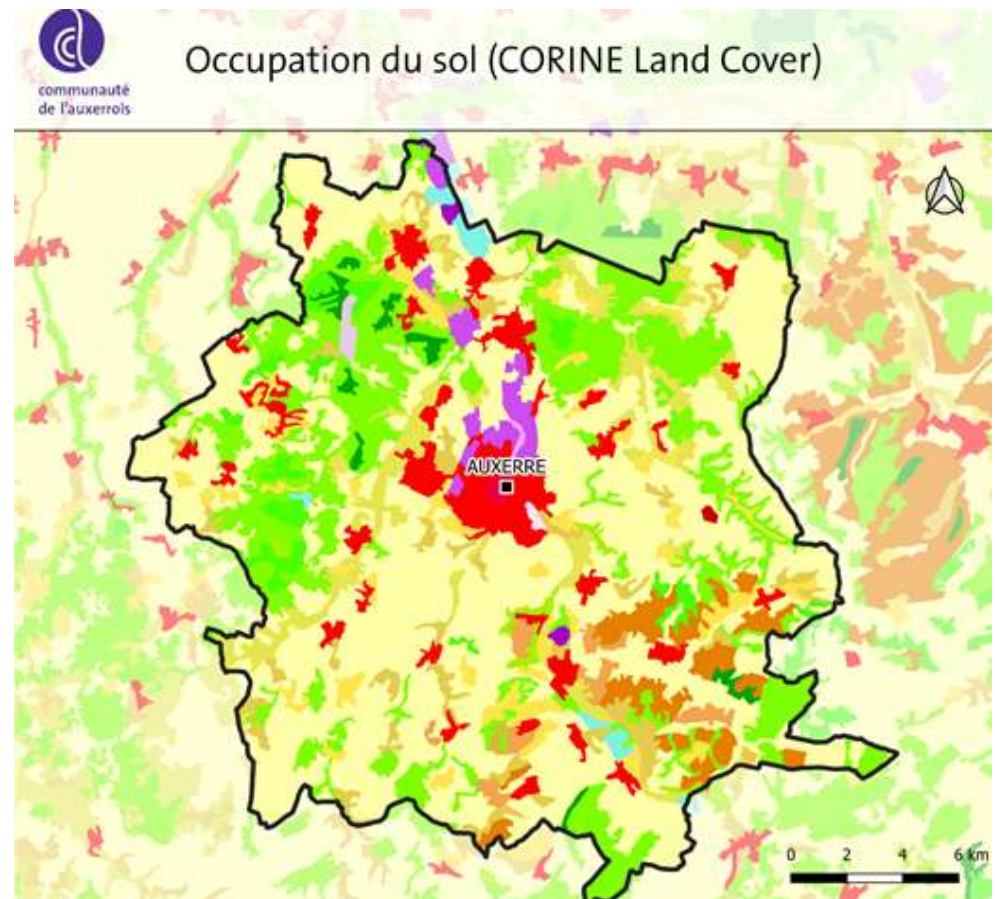 Occupation du sol (CORINE Land Cover)
communauté
de l'auxerrois
AUXERRE
0 2 4 6 km